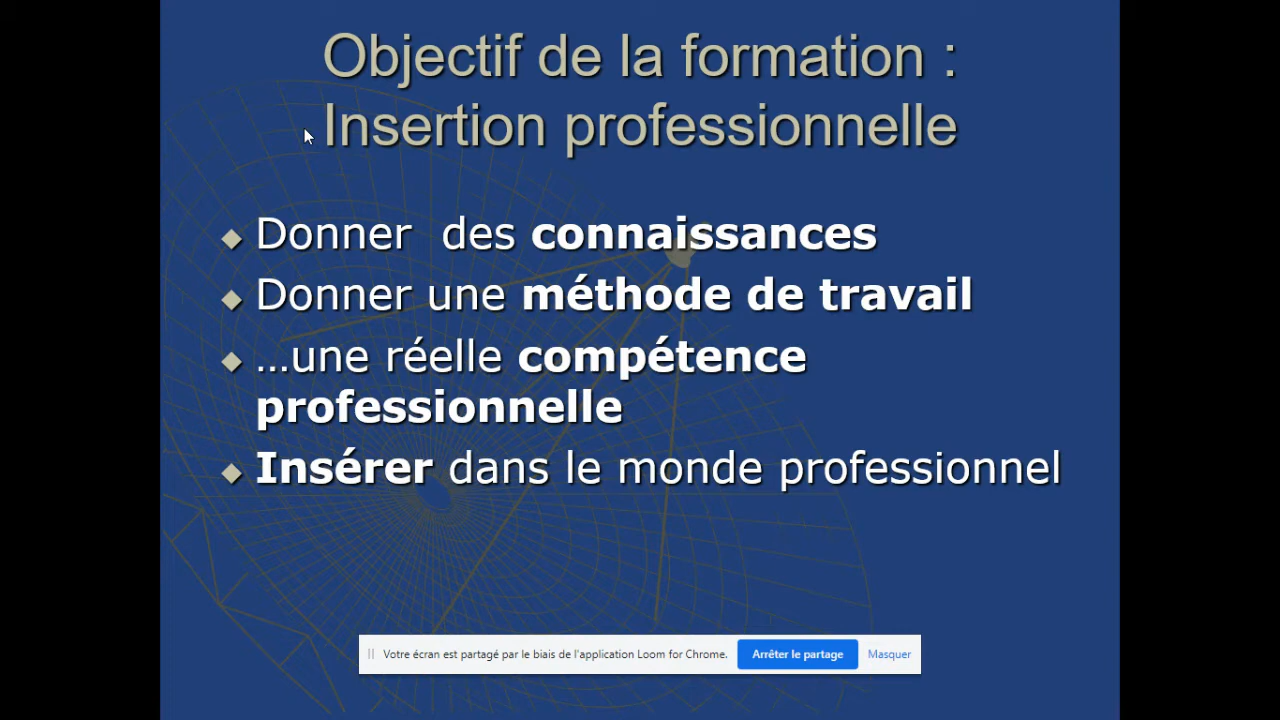 Objectif de la formation :
Insertion professionnelle
Donner des connaissances
Donner une méthode de travail
...une réelle compétence
professionnelle
Insérer dans le monde professionnel
Votre écran est partagé par le biais de l'application Loom for Chrome. Arrêter le partage Masquer